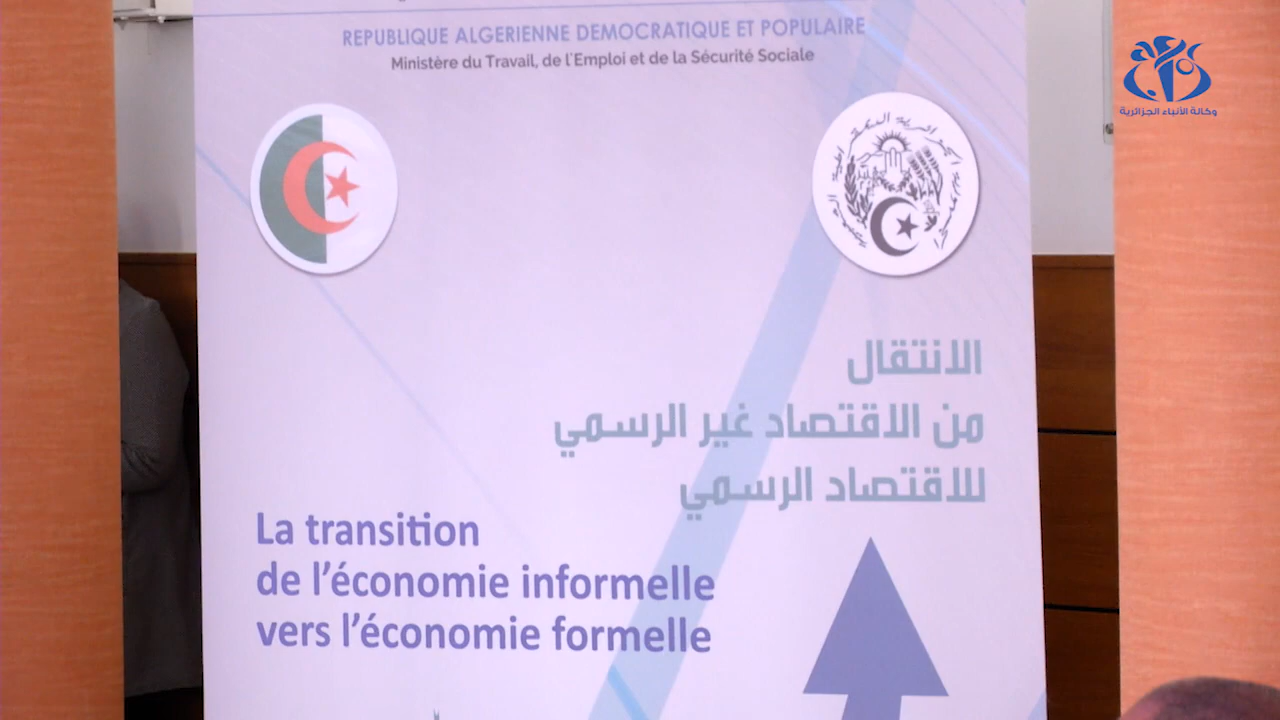 REPUBLIQUE ALGERIENNE DEMOCRATIQUE ET POPULAIRE
Ministère du Travail, de l'Emploi et de la Sécurité Sociale
وكالة الأنباء الجزائرية
الانتقال
من الاقتصاد غير الرسمي
للاقتصاد الرسمي
La transition
de l'économie informelle
vers l'économie formelle